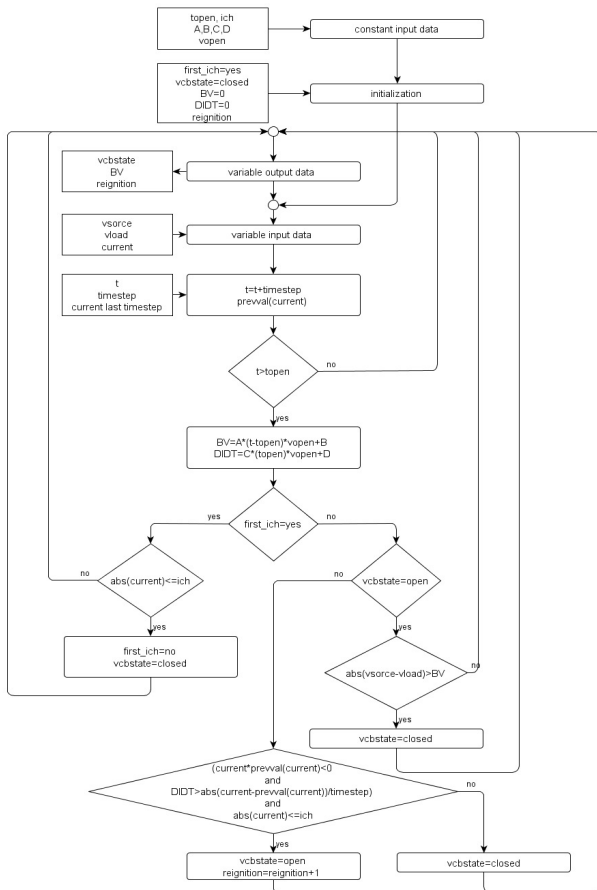 topen, ich
A,B,C,D
vopen
constant input data
first_ich=yes
vcbstate=closed
BV=0
DIDT=0
reignition
initialization
vcbstate
BV
reignition
variable output data
vsorce
vload
current
variable input data
t
timestep
current last timestep
t=t+timestep
prevval(current)
t>topen
no
yes
BV=A*(t-topen)*vopen+B
DIDT=C*(topen)*vopen+D
yes
first_ich=yes
no
no
abs(current)<=ich
no
vcbstate=open
yes
yes
first_ich=no
vcbstate=closed
abs(vsorce-vload)>BV
no
yes
vcbstate=closed
(current*prevval(current)<0
and
DIDT>abs(current-prevval(current))/timestep)
and
abs(current)<=ich
no
yes
vcbstate=open
reignition=reignition+1
vcbstate=closed